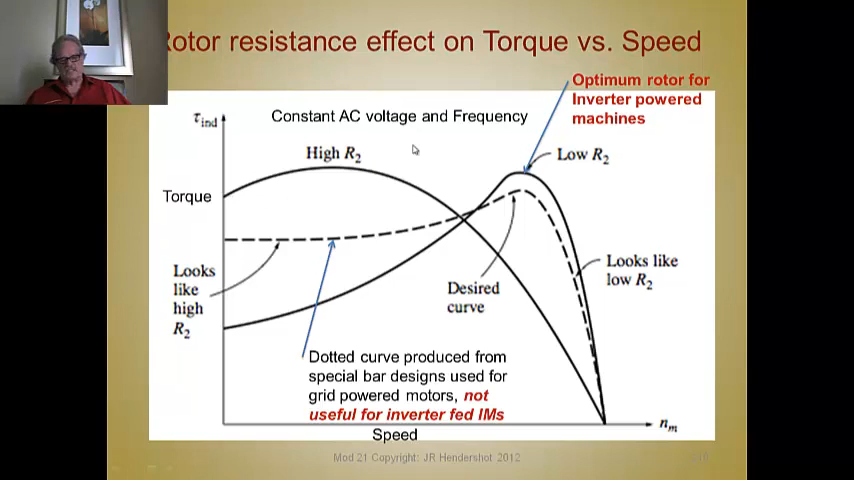 Rotor resistance effect on Torque vs. Speed
Optimum rotor for
Inverter powered
machines
τind
Constant AC voltage and Frequency
High R2
Low R2
Torque
Looks
like
high
R2
Desired
curve
Looks like
low R2
Dotted curve produced from
special bar designs used for
grid powered motors, not
useful for inverter fed IMs
nm
Speed
Mod 21 Copyright: JR Hendershot 2012